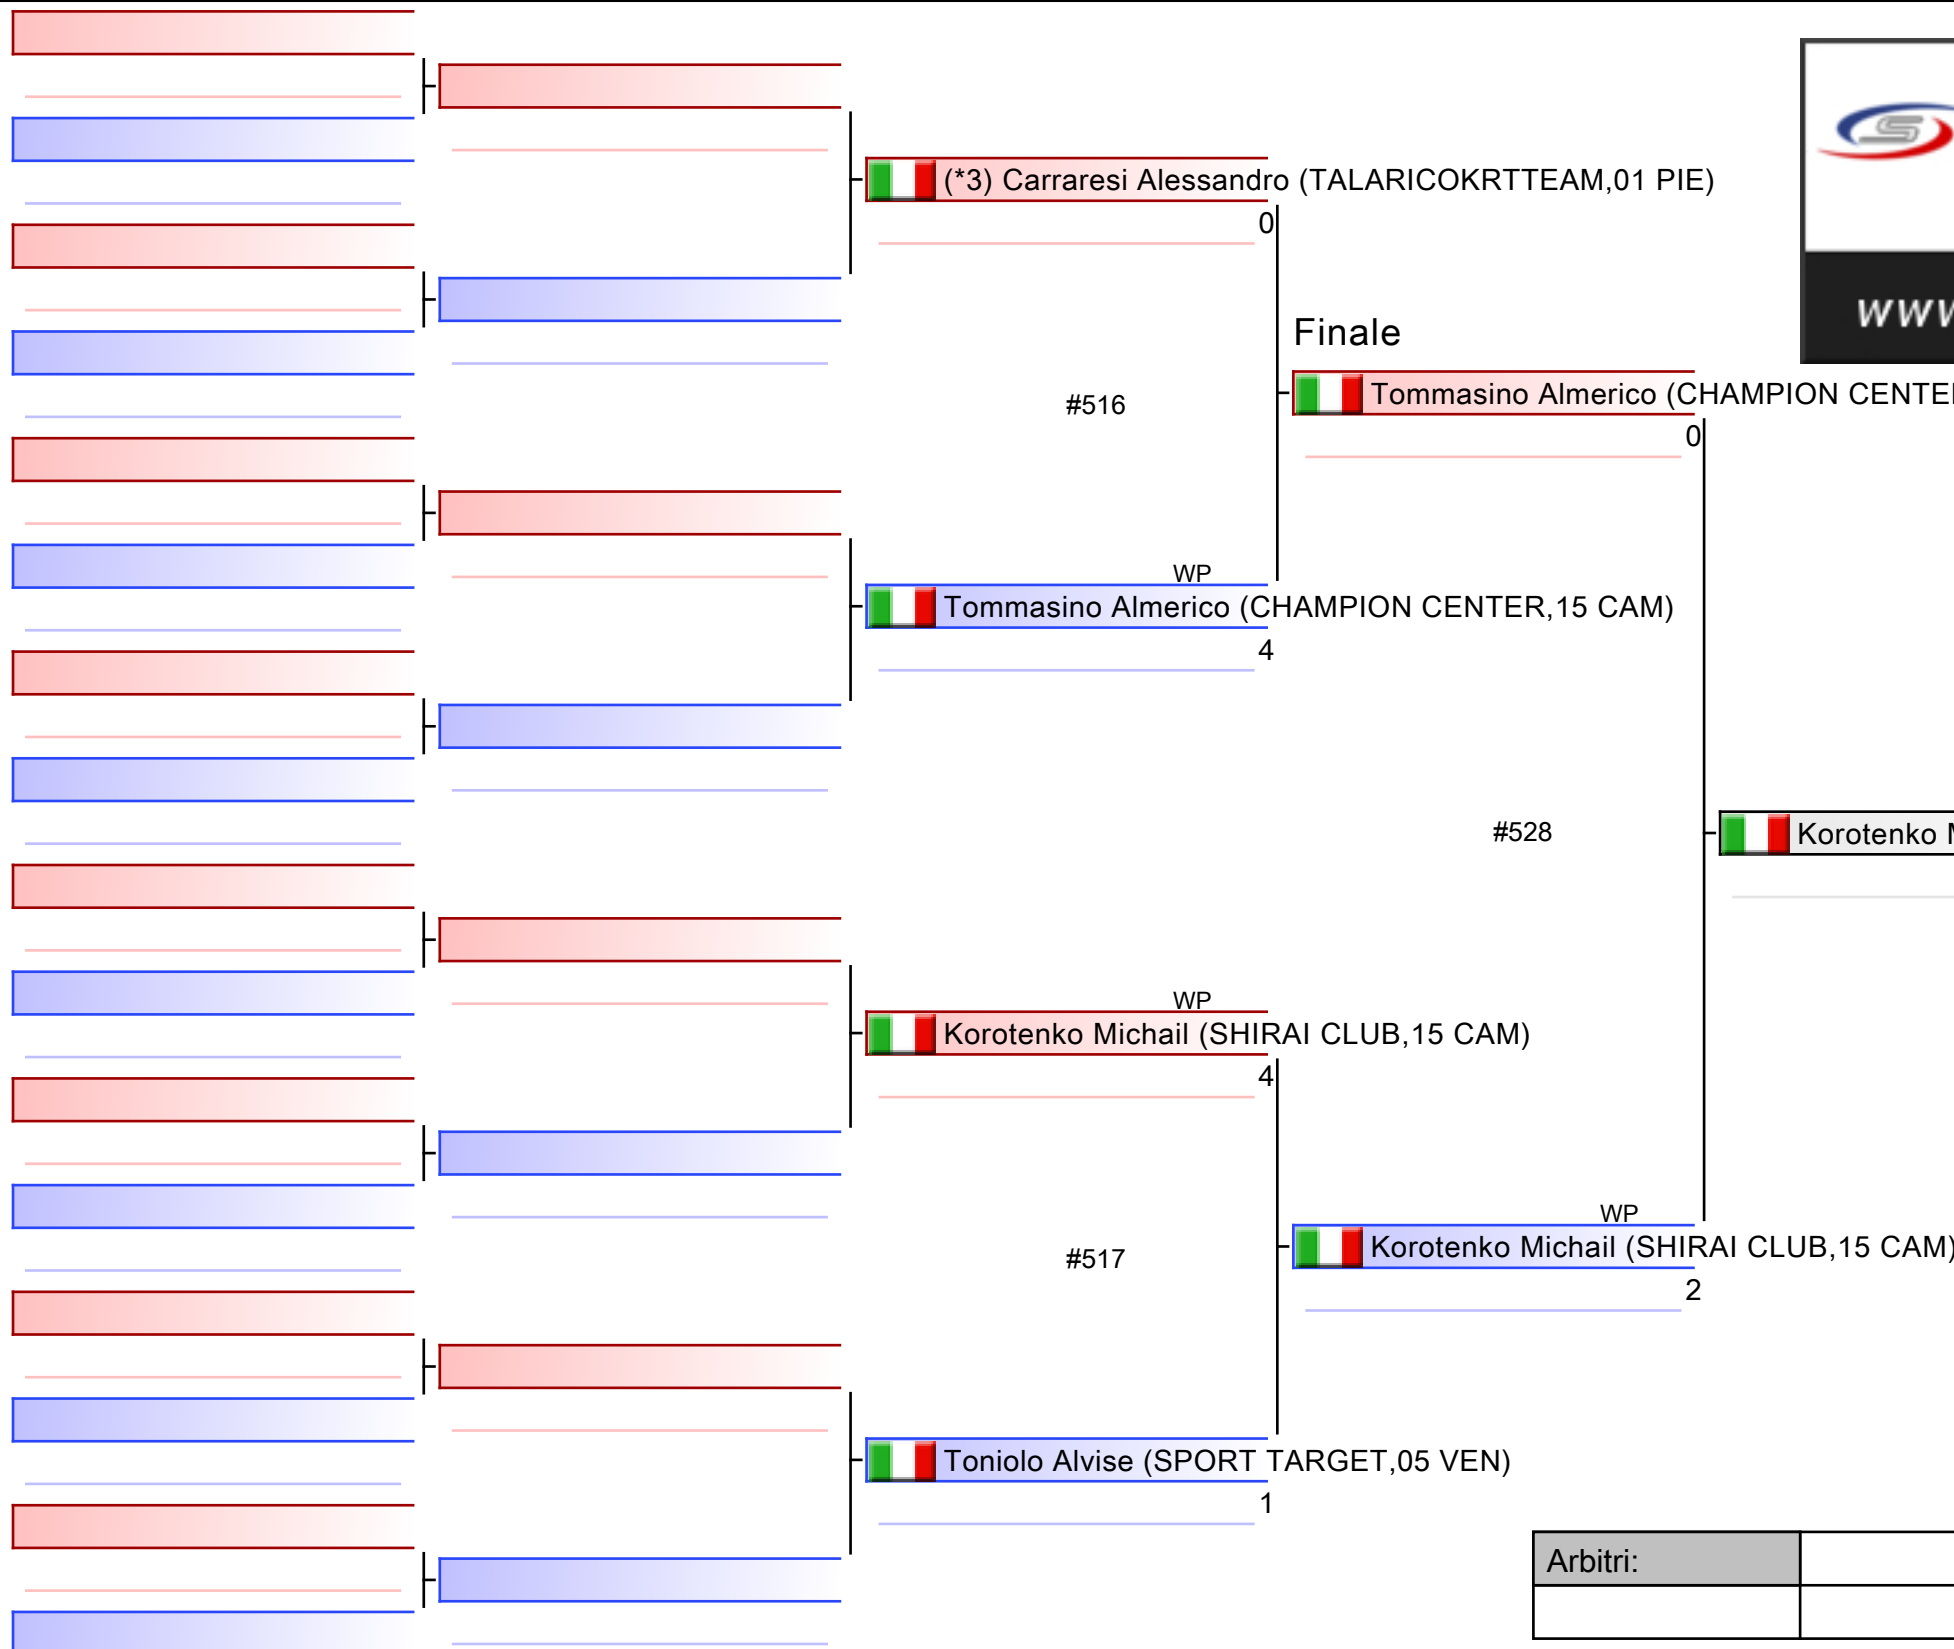 (*3) Carraresi Alessandro (TALARICOKRTTEAM,01 PIE)
0
#516
WP
Tommasino Almerico (CHAMPION CENTER,15 CAM)
4
WP
Korotenko Michail (SHIRAI CLUB,15 CAM)
4
#517
Toniolo Alvise (SPORT TARGET,05 VEN)
1
Finale
Tommasino Almerico (CHAMPION CENTE
0
#528
WP
Korotenko Michail (SHIRAI CLUB,15 CAM)
2
Korotenko
S
www
Arbitri: